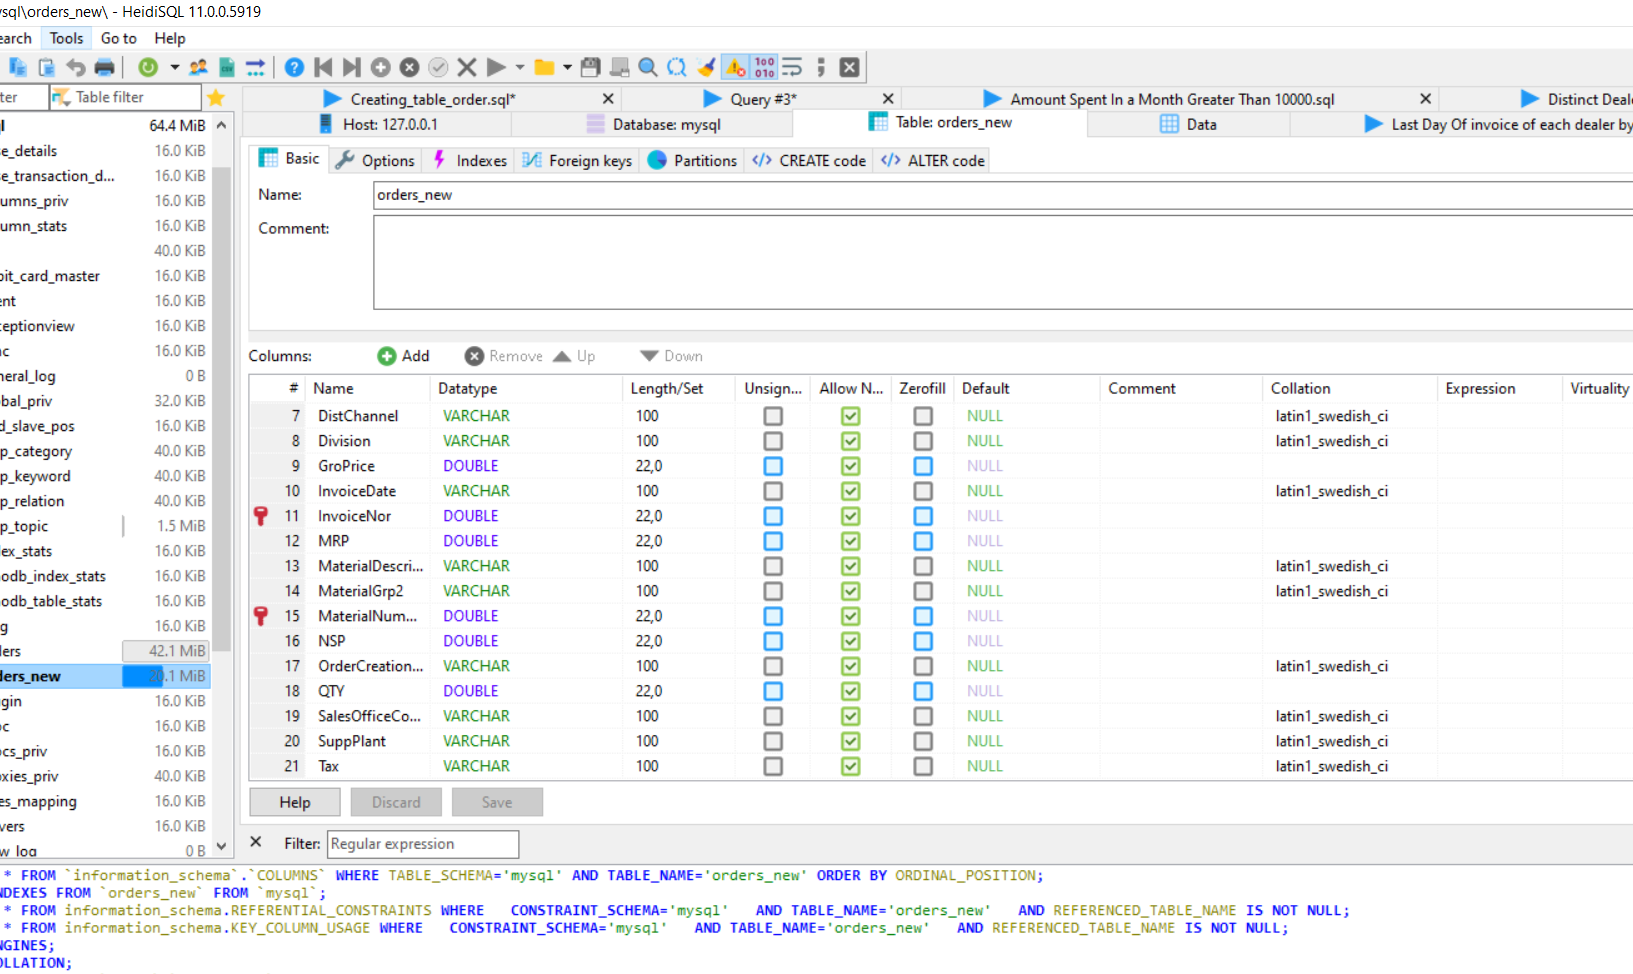 ysql\orders_new\ - HeidiSQL 11.0.0.5919
earch Tools Go to Help
ter Table filter
Creating_table_order.sql* Query #3* Amount Spent In a Month Greater Than 10000.sql Distinct Deale
Host: 127.0.0.1 Database: mysql Table: orders_new Data Last Day Of invoice of each dealer by
Basic Options Indexes Foreign keys Partitions CREATE code ALTER code
Name: orders_new
Comment:
ql 64.4 MiB
se_details 16.0 KiB
se_transaction_d... 16.0 KiB
umns_priv 16.0 KiB
umn_stats 16.0 KiB
40.0 KiB
bit_card_master 16.0 KiB
ent 16.0 KiB
ceptionview 16.0 KiB
nc 16.0 KiB
neral_log 0 B
bal_priv 32.0 KiB
d_slave_pos 16.0 KiB
p_category 40.0 KiB
p_keyword 40.0 KiB
p_relation 40.0 KiB
p_topic 1.5 MiB
dex_stats 16.0 KiB
odb_index_stats 16.0 KiB
odb_table_stats 16.0 KiB
g 16.0 KiB
ders 42.1 MiB
ders_new 20.1 MiB
gin 16.0 KiB
oc 16.0 KiB
ocs_priv 16.0 KiB
oxies_priv 40.0 KiB
es_mapping 16.0 KiB
vers 16.0 KiB
w_log 0 B
Columns: Add Remove Up Down
# Name Datatype Length/Set Unsign... Allow N... Zerofill Default Comment Collation Expression Virtuality
7 DistChannel VARCHAR 100 NULL latin1_swedish_ci
8 Division VARCHAR 100 NULL latin1_swedish_ci
9 GroPrice DOUBLE 22,0 NULL
10 InvoiceDate VARCHAR 100 NULL latin1_swedish_ci
11 InvoiceNor DOUBLE 22,0 NULL
12 MRP DOUBLE 22,0 NULL
13 MaterialDescri... VARCHAR 100 NULL latin1_swedish_ci
14 MaterialGrp2 VARCHAR 100 NULL latin1_swedish_ci
15 MaterialNum... DOUBLE 22,0 NULL
16 NSP DOUBLE 22,0 NULL
17 OrderCreation... VARCHAR 100 NULL latin1_swedish_ci
18 QTY DOUBLE 22,0 NULL
19 SalesOfficeCo... VARCHAR 100 NULL latin1_swedish_ci
20 SuppPlant VARCHAR 100 NULL latin1_swedish_ci
21 Tax VARCHAR 100 NULL latin1_swedish_ci
Help Discard Save
Filter: Regular expression
* FROM `information_schema`.`COLUMNS` WHERE TABLE_SCHEMA='mysql' AND TABLE_NAME='orders_new' ORDER BY ORDINAL_POSITION;
NDEXES FROM `orders_new` FROM `mysql`;
* FROM information_schema.REFERENTIAL_CONSTRAINTS WHERE CONSTRAINT_SCHEMA='mysql' AND TABLE_NAME='orders_new' AND REFERENCED_TABLE_NAME IS NOT NULL;
* FROM information_schema.KEY_COLUMN_USAGE WHERE CONSTRAINT_SCHEMA='mysql' AND TABLE_NAME='orders_new' AND REFERENCED_TABLE_NAME IS NOT NULL;
NGINES;
OLLATION;